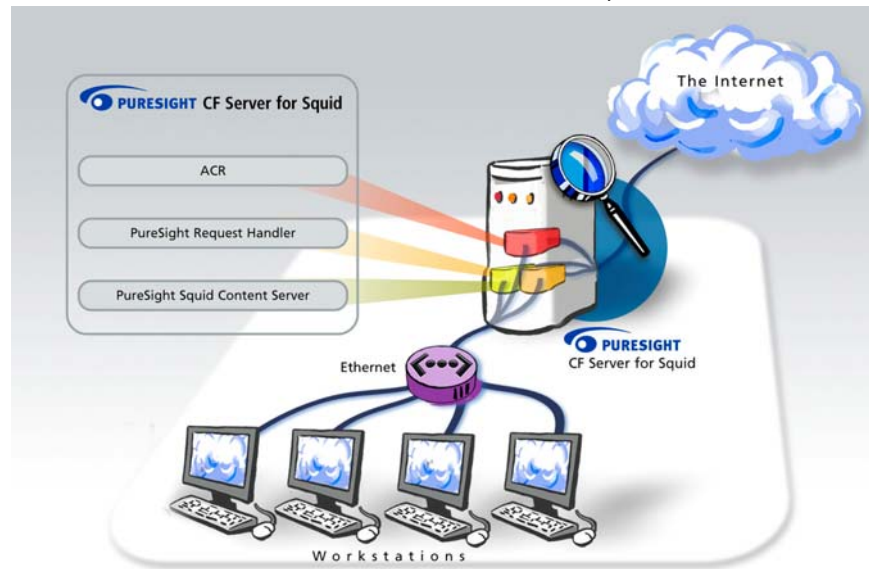 PURESIGHT CF Server for Squid
ACR
PureSight Request Handler
PureSight Squid Content Server
The Internet
PURESIGHT
CF Server for Squid
Ethernet
Workstations